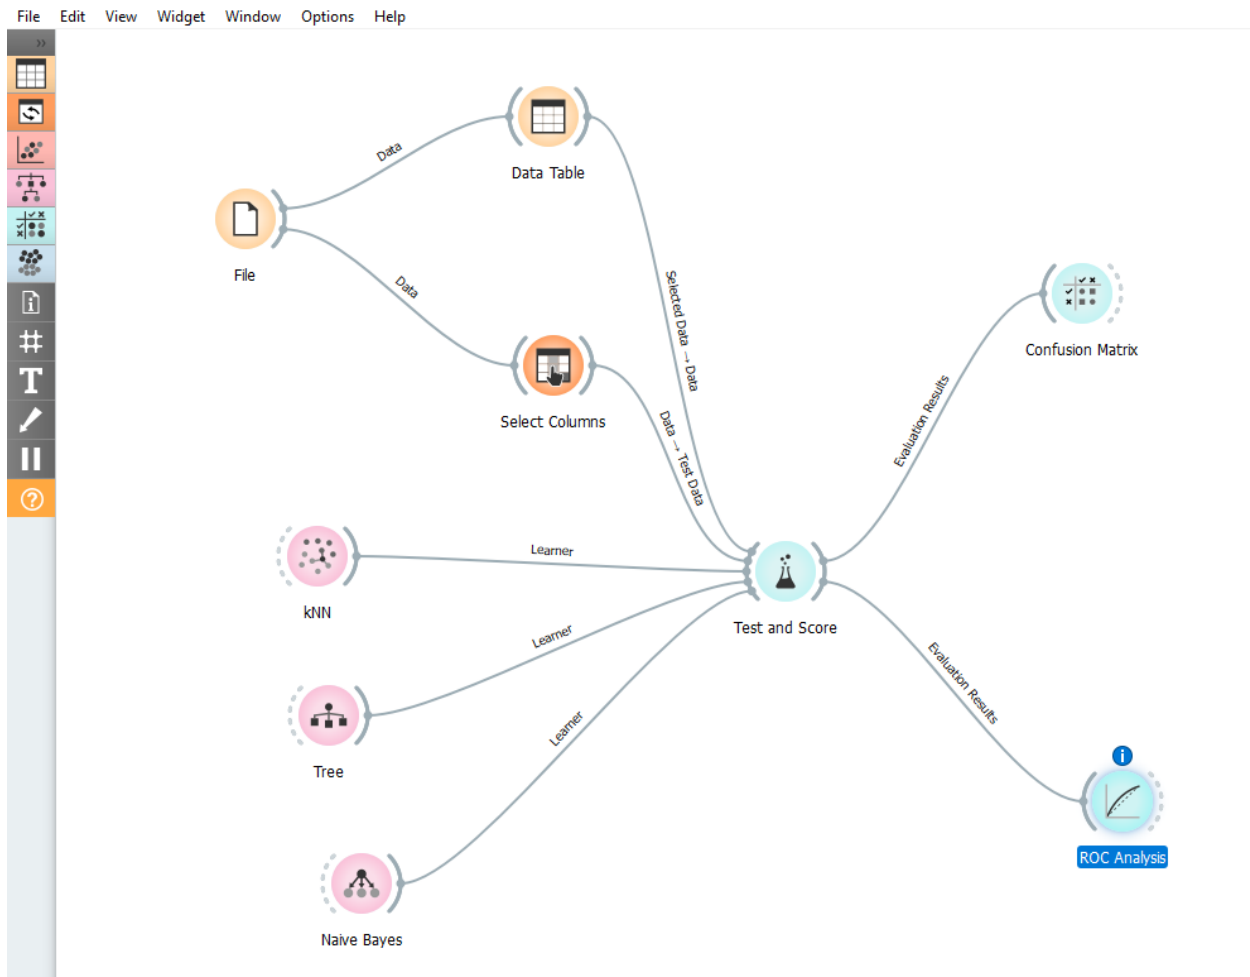 File Edit View Widget Window Options Help
Data
Data Table
File
Data
Selected Data → Data
Confusion Matrix
Select Columns
Data → Test Data
Evaluation Results
Learner
kNN
Test and Score
Learner
Evaluation Results
Learner
Tree
ROC Analysis
Naive Bayes